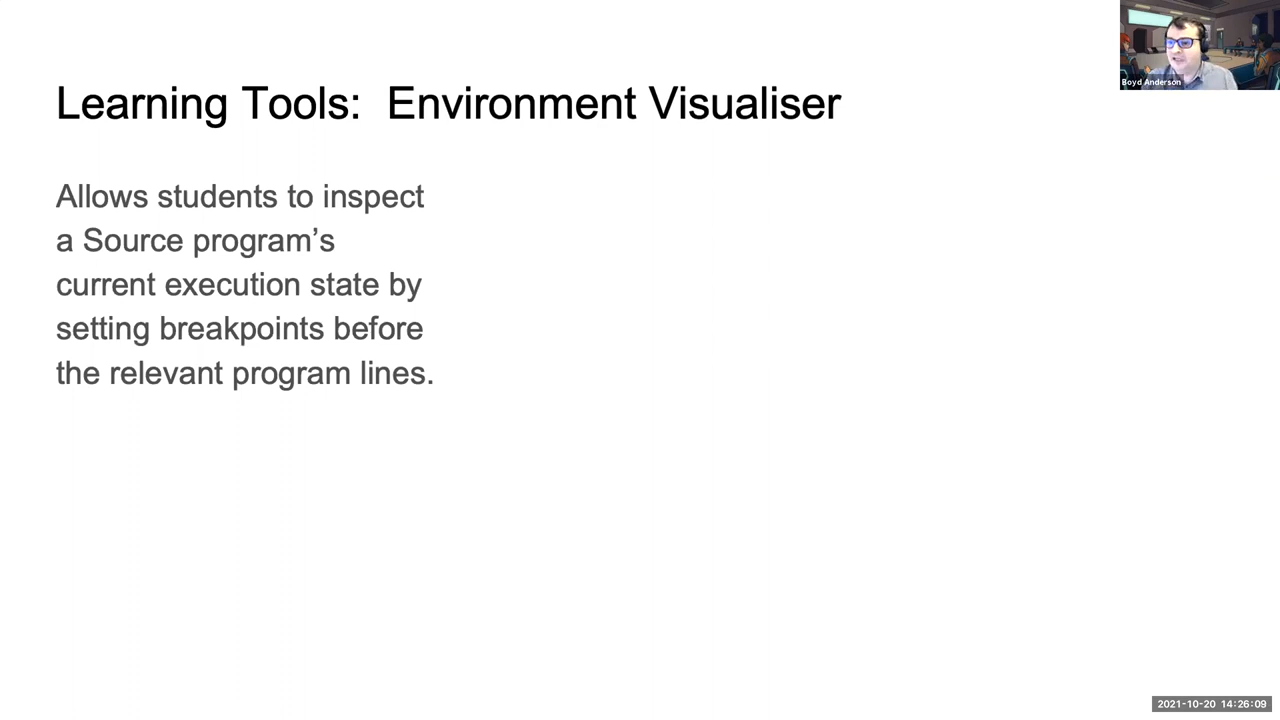 Boyd Anderson
Learning Tools:  Environment Visualiser
Allows students to inspect
a Source program’s
current execution state by
setting breakpoints before
the relevant program lines.
2021-10-20 14:26:09